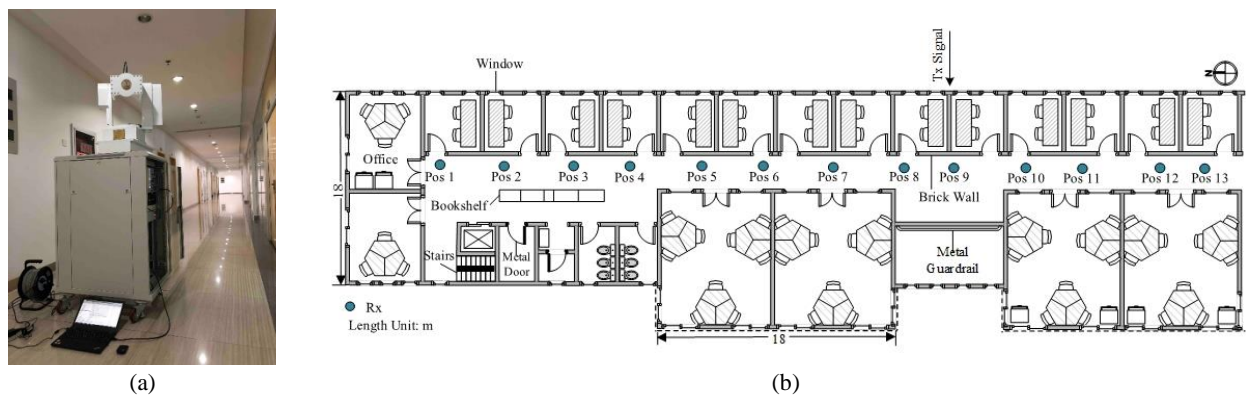 Tx Signal
Window
N
18
Office
Pos 1
Pos 2
Pos 3
Pos 4
Pos 5
Pos 6
Pos 7
Pos 8
Pos 9
Pos 10
Pos 11
Pos 12
Pos 13
Bookshelf
Brick Wall
Stairs
Metal
Door
Metal
Guardrail
Rx
Length Unit: m
18
(a)
(b)